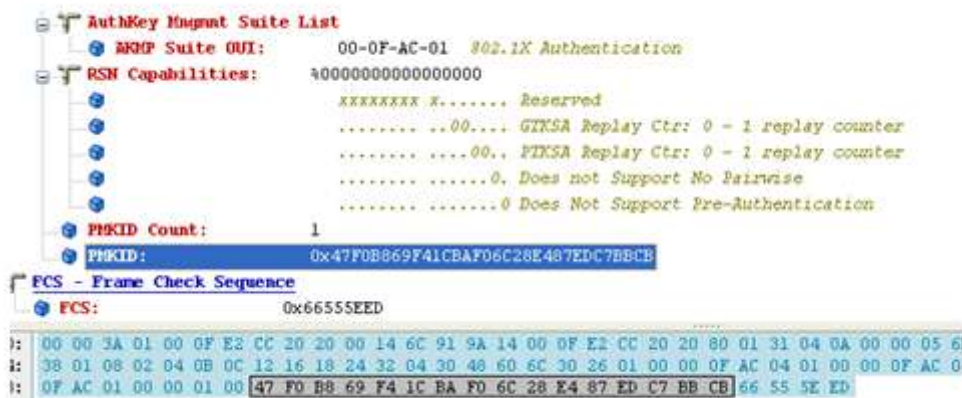 AuthKey Mngmnt Suite List
AKMP Suite OUI: 00-0F-AC-01 802.1X Authentication
RSN Capabilities: %0000000000000000
xxxxxxxx x....... Reserved
........ ..00.... GTKSA Replay Ctr: 0 - 1 replay counter
........ ....00.. PTKSA Replay Ctr: 0 - 1 replay counter
........ ......0. Does not Support No Pairwise
........ .......0 Does Not Support Pre-Authentication
PMKID Count: 1
PMKID: 0x47F0B869F41CBAF06C28E487EDC7BBCB
FCS - Frame Check Sequence
FCS: 0x66555EED
00 00 3A 01 00 0F E2 CC 20 20 00 14 6C 91 9A 14 00 0F E2 CC 20 20 80 01 31 04 0A 00 00 05 6
38 01 08 02 04 0B 0C 12 16 18 24 32 04 30 48 60 6C 30 26 01 00 00 0F AC 04 01 00 00 0F AC 0
0F AC 01 00 00 01 00 47 F0 B8 69 F4 1C BA F0 6C 28 E4 87 ED C7 BB CB 66 55 5E ED